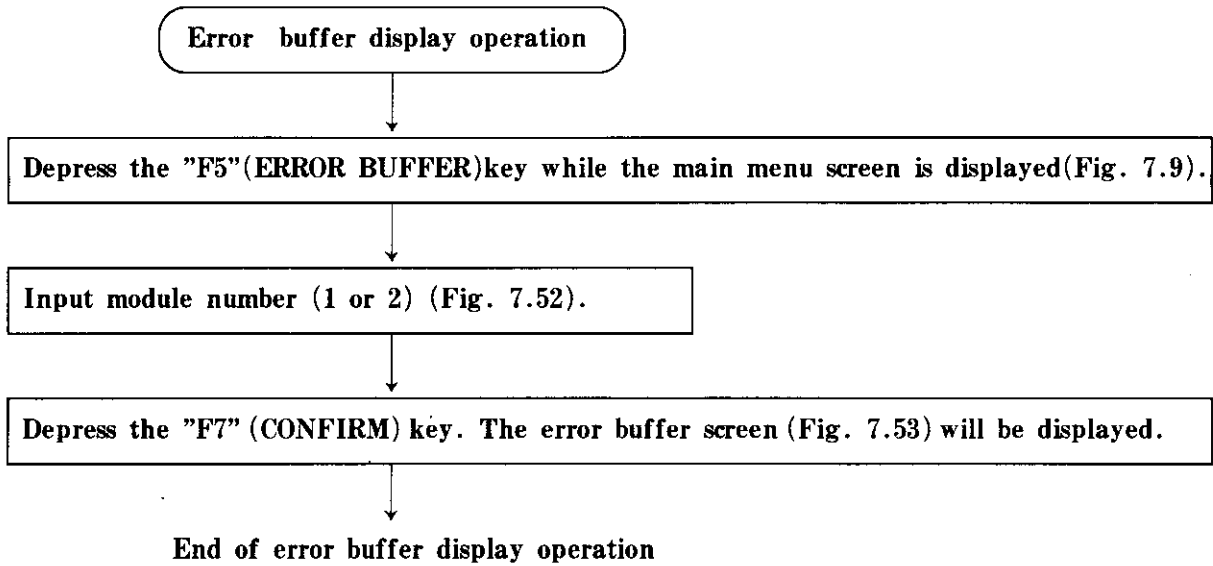 Error buffer display operation
Depress the "F5"(ERROR BUFFER)key while the main menu screen is displayed(Fig. 7.9).
Input module number (1 or 2) (Fig. 7.52).
Depress the "F7" (CONFIRM) key. The error buffer screen (Fig. 7.53) will be displayed.
End of error buffer display operation